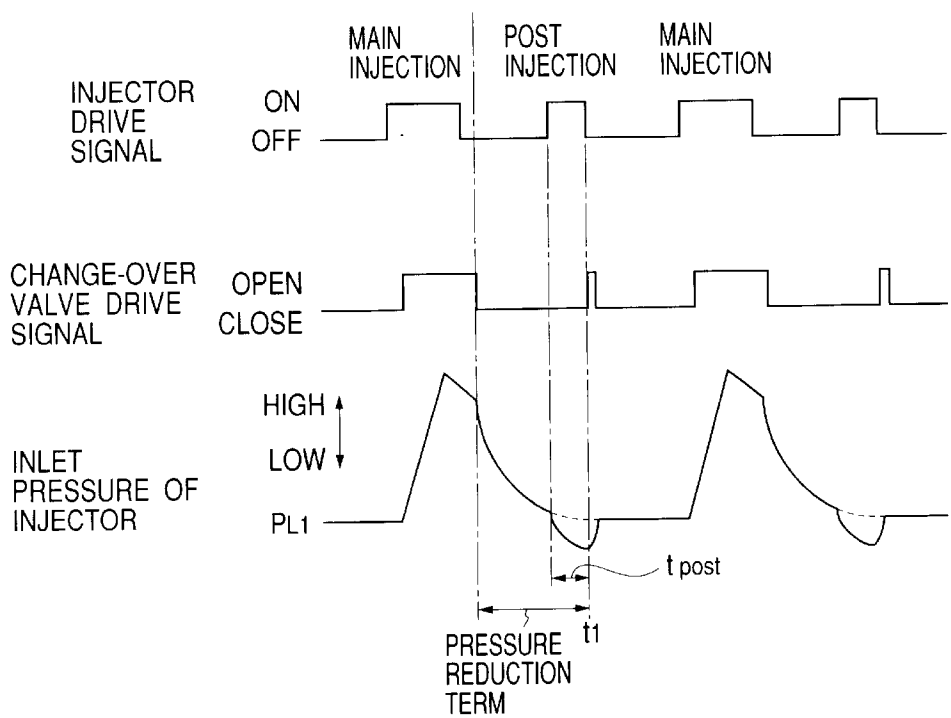 MAIN
INJECTION
POST
INJECTION
MAIN
INJECTION
INJECTOR
DRIVE
SIGNAL
ON
OFF
CHANGE-OVER
VALVE DRIVE
SIGNAL
OPEN
CLOSE
HIGH
LOW
INLET
PRESSURE OF
INJECTOR
PL1
t post
t1
PRESSURE
REDUCTION
TERM